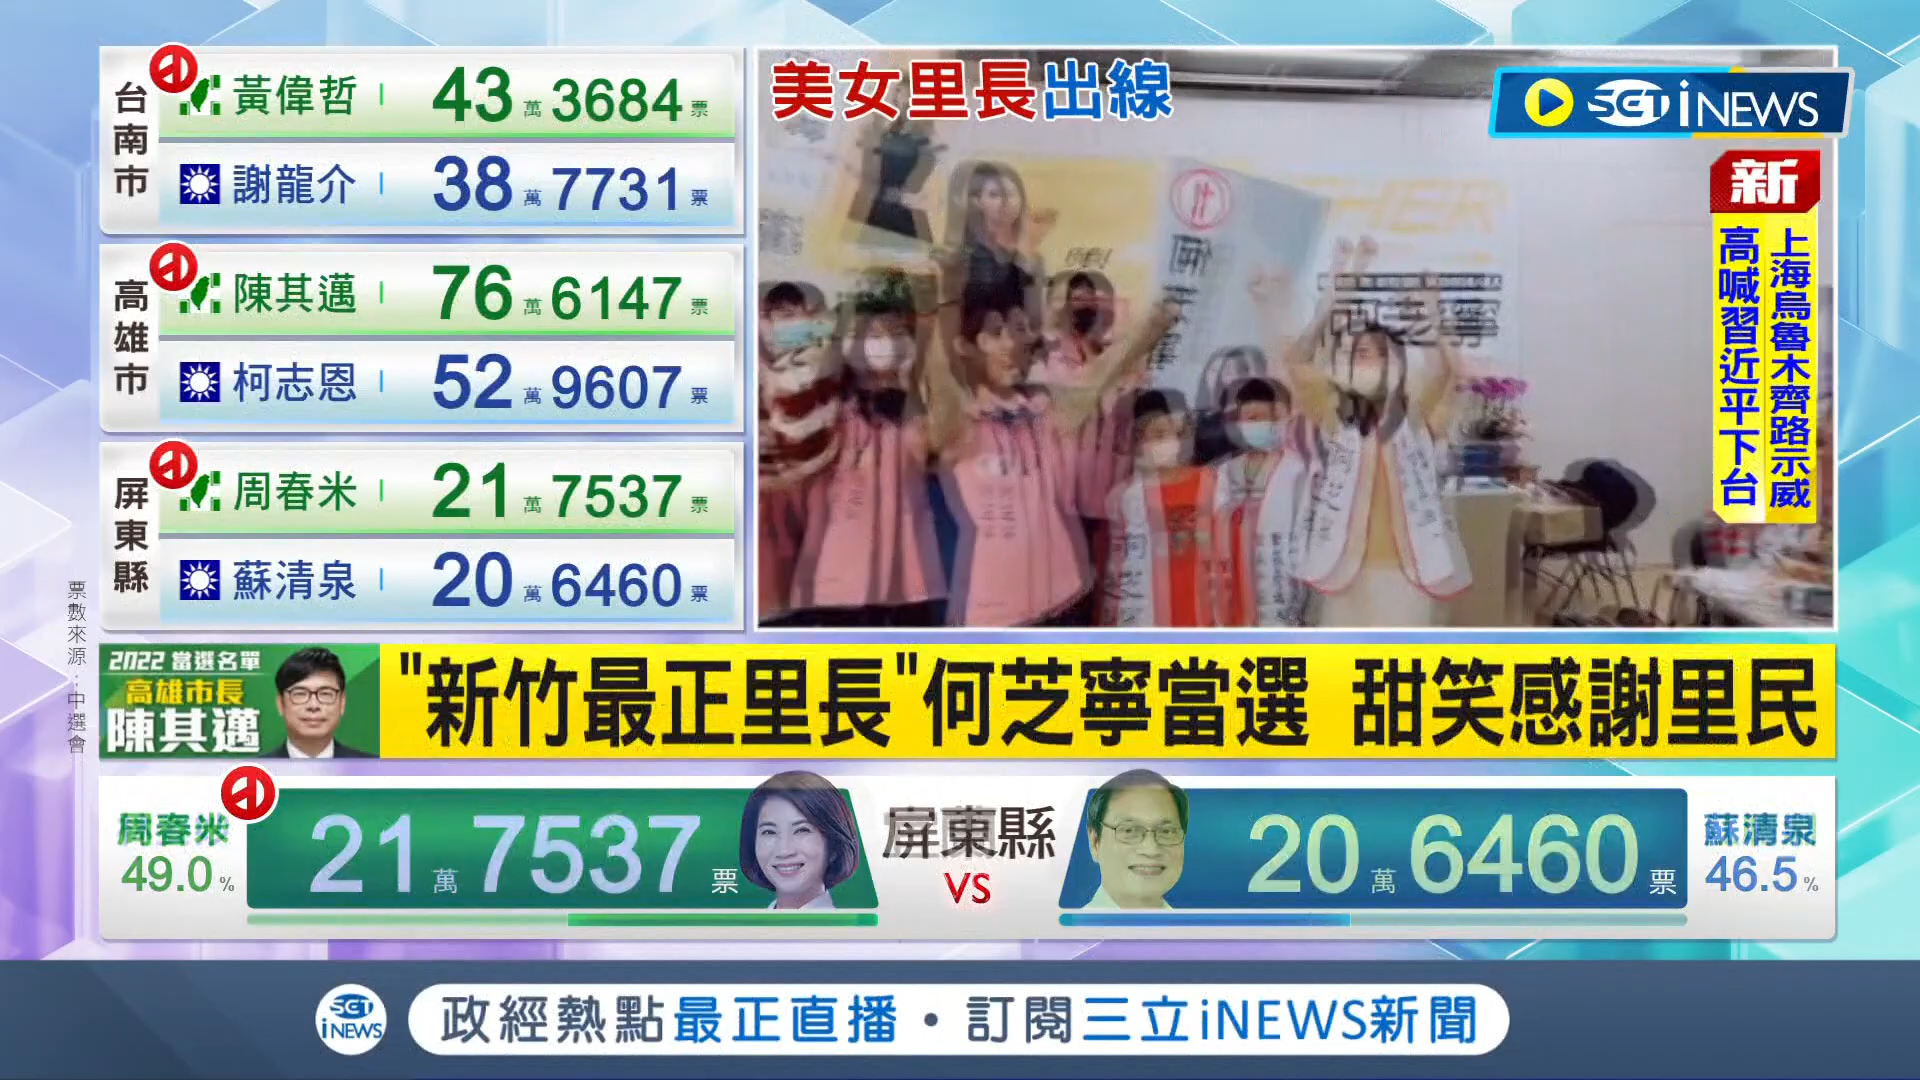 台南市
黃偉哲 43萬3684票
謝龍介 38萬7731票
高雄市
陳其邁 76萬6147票
柯志恩 52萬9607票
屏東縣
周春米 21萬7537票
蘇清泉 20萬6460票
票數來源:中選會
美女里長出線
SET iNEWS
新
上海烏魯木齊路示威
高喊習近平下台
2022 當選名單
高雄市長
陳其邁
"新竹最正里長"何芝寧當選 甜笑感謝里民
周春米
49.0%
21萬7537票
屏東縣
VS
20萬6460票
蘇清泉
46.5%
SET iNEWS
政經熱點最正直播・訂閱三立iNEWS新聞